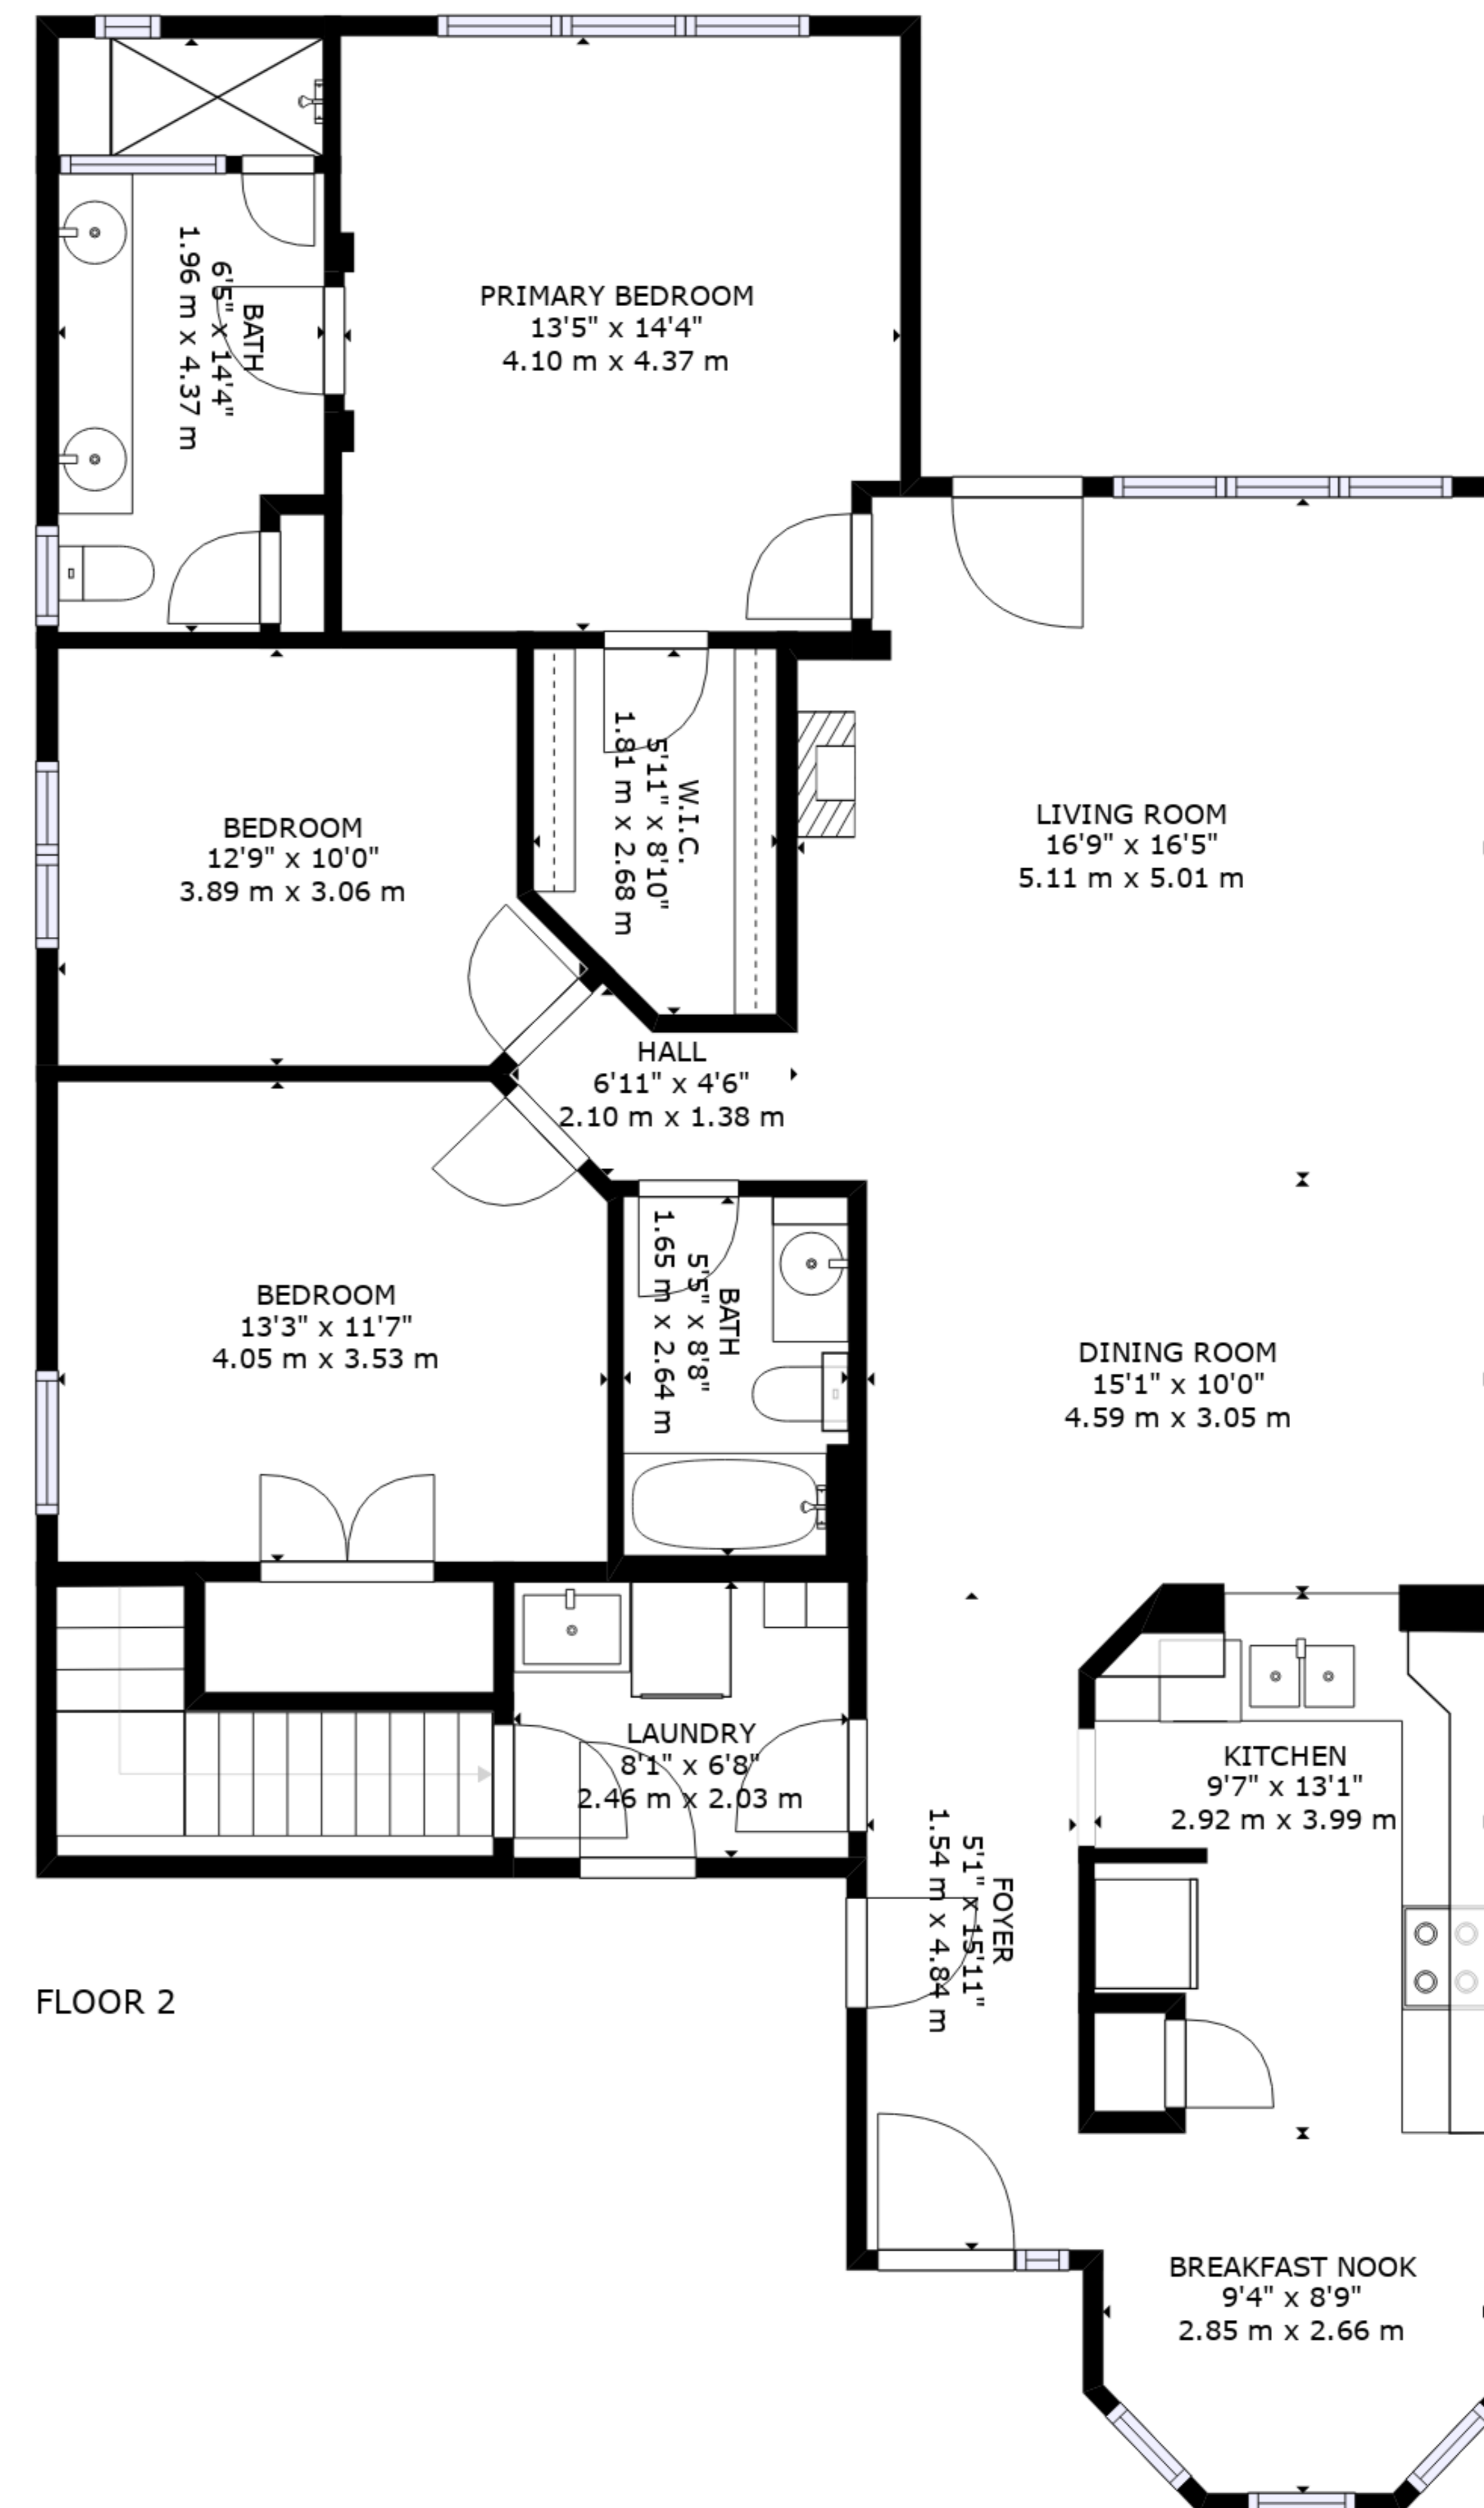 PRIMARY BEDROOM
13'5" x 14'4"
4.10 m x 4.37 m
BATH
6'5" x 14'4"
1.96 m x 4.37 m
BEDROOM
12'9" x 10'0"
3.89 m x 3.06 m
W.I.C.
5'11" x 8'10"
1.81 m x 2.68 m
LIVING ROOM
16'9" x 16'5"
5.11 m x 5.01 m
HALL
6'11" x 4'6"
2.10 m x 1.38 m
BEDROOM
13'3" x 11'7"
4.05 m x 3.53 m
BATH
5'5" x 8'8"
1.65 m x 2.64 m
DINING ROOM
15'1" x 10'0"
4.59 m x 3.05 m
LAUNDRY
8'1" x 6'8"
2.46 m x 2.03 m
KITCHEN
9'7" x 13'1"
2.92 m x 3.99 m
FOYER
5'1" x 15'11"
1.54 m x 4.84 m
FLOOR 2
BREAKFAST NOOK
9'4" x 8'9"
2.85 m x 2.66 m